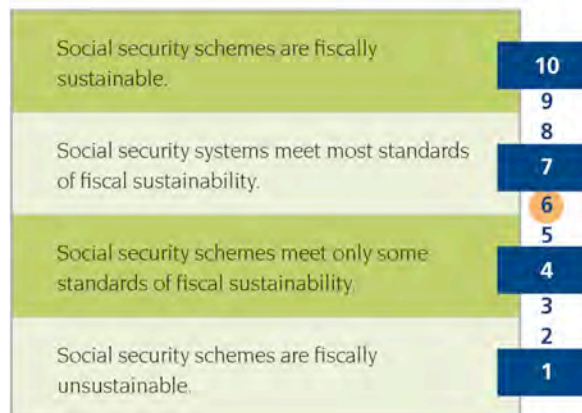 Social security schemes are fiscally
sustainable.
10
9
8
Social security systems meet most standards
of fiscal sustainability.
7
6
5
Social security schemes meet only some
standards of fiscal sustainability
4
3
2
Social security schemes are fiscally
unsustainable.
1